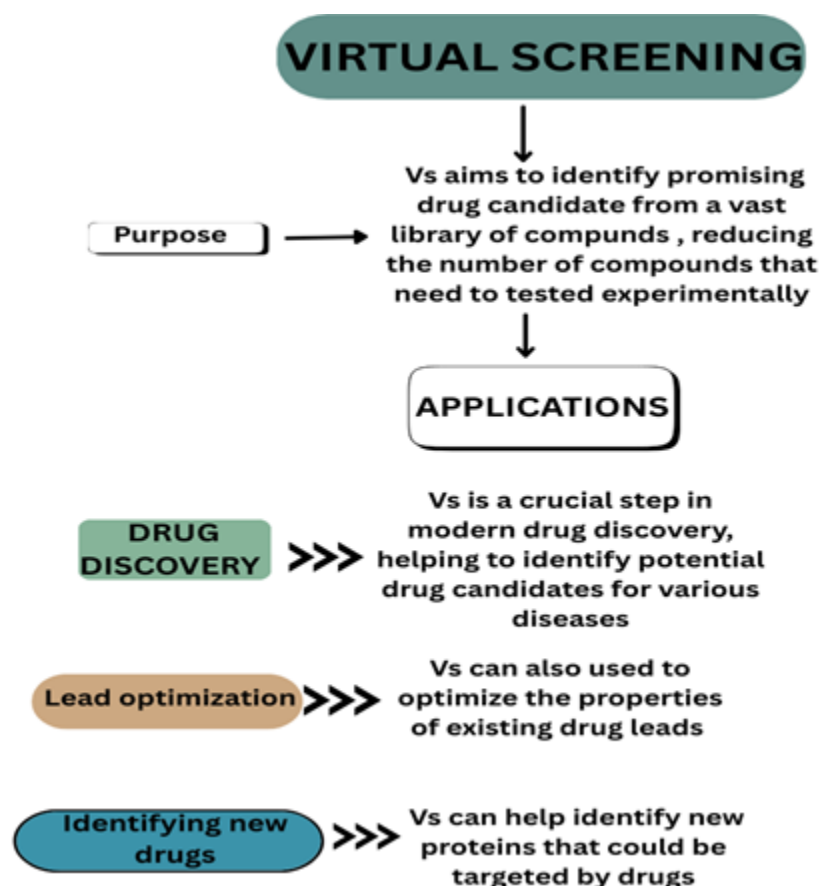 VIRTUAL SCREENING
Vs aims to identify promising
drug candidate from a vast
Purpose
library of compunds , reducing
the number of compounds that
need to tested experimentally
APPLICATIONS
DRUG
DISCOVERY
Vs is a crucial step in
modern drug discovery,
helping to identify potential
drug candidates for various
diseases
Lead optimization
Vs can also used to
optimize the properties
of existing drug leads
Identifying new
drugs
Vs can help identify new
proteins that could be
targeted by drugs